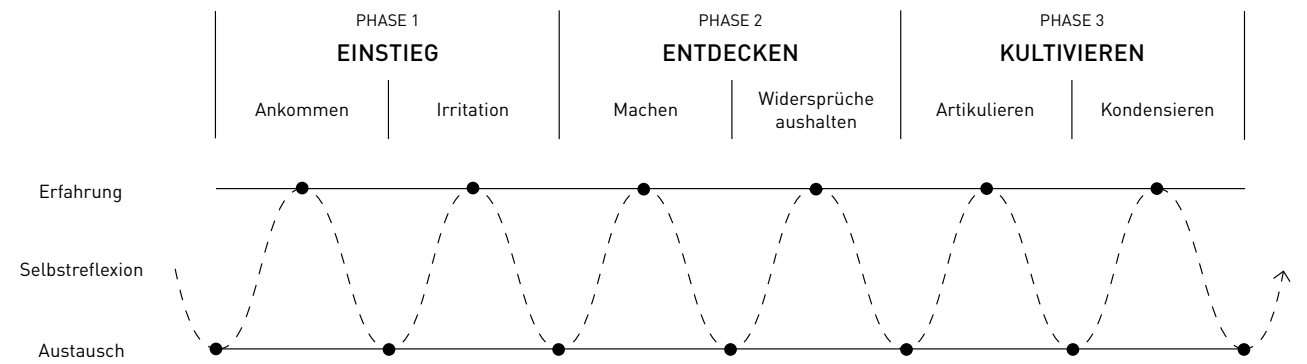 PHASE 1
PHASE 2
PHASE 3
EINSTIEG
ENTDECKEN
KULTIVIEREN
Ankommen
Irritation
Machen
Widersprüche
aushalten
Artikulieren
Kondensieren
Erfahrung
Selbstreflexion
Austausch